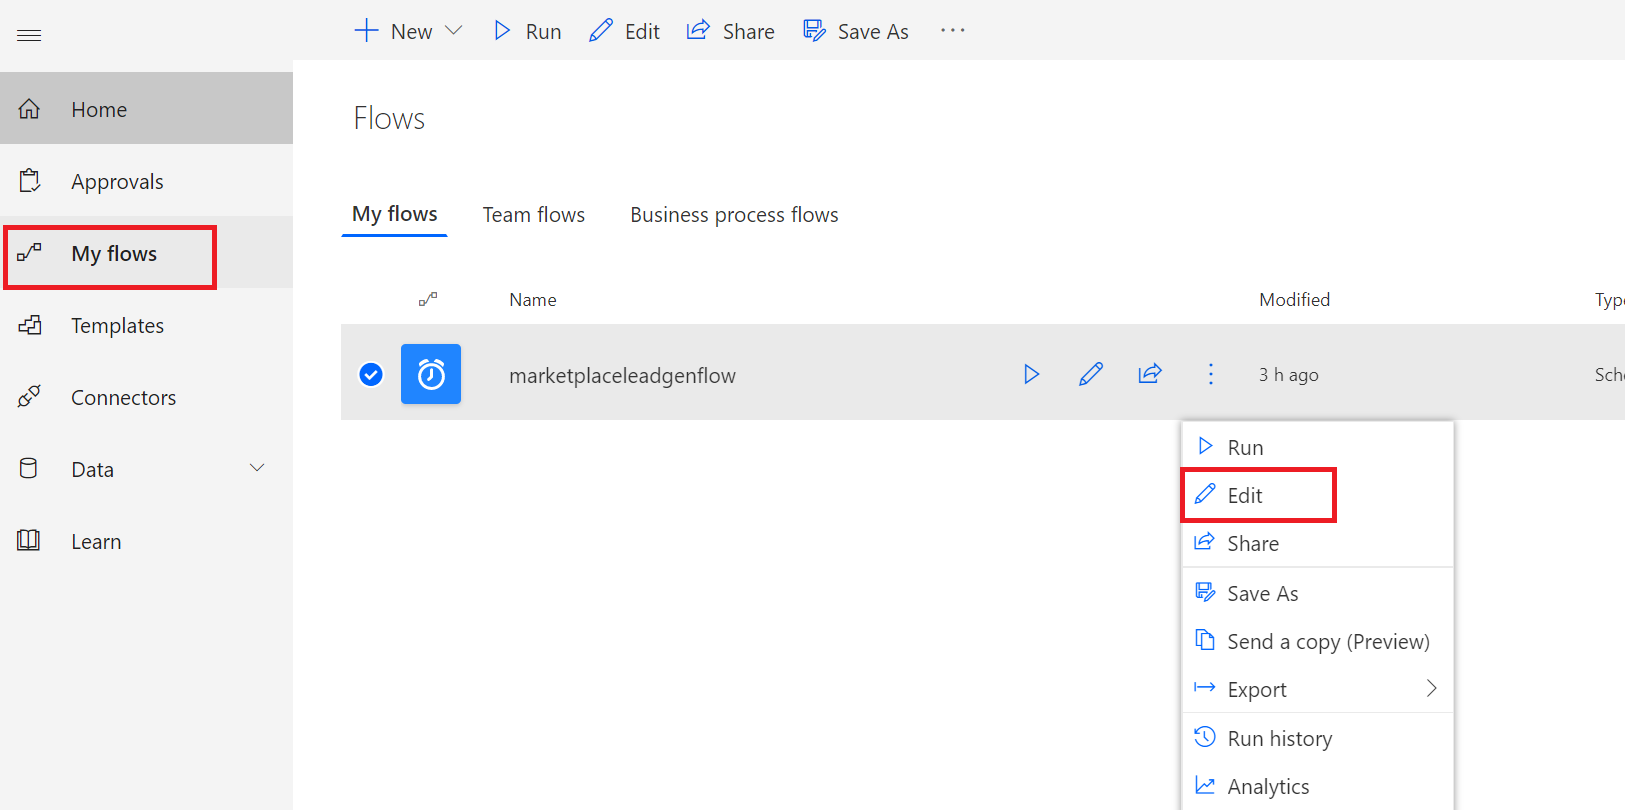 New Run Edit Share Save As
Home
Approvals
My flows
Templates
Connectors
Data
Learn
Flows
My flows Team flows Business process flows
Name Modified Typ
marketplaceleadgenflow 3 h ago Sch
Run
Edit
Share
Save As
Send a copy (Preview)
Export
Run history
Analytics